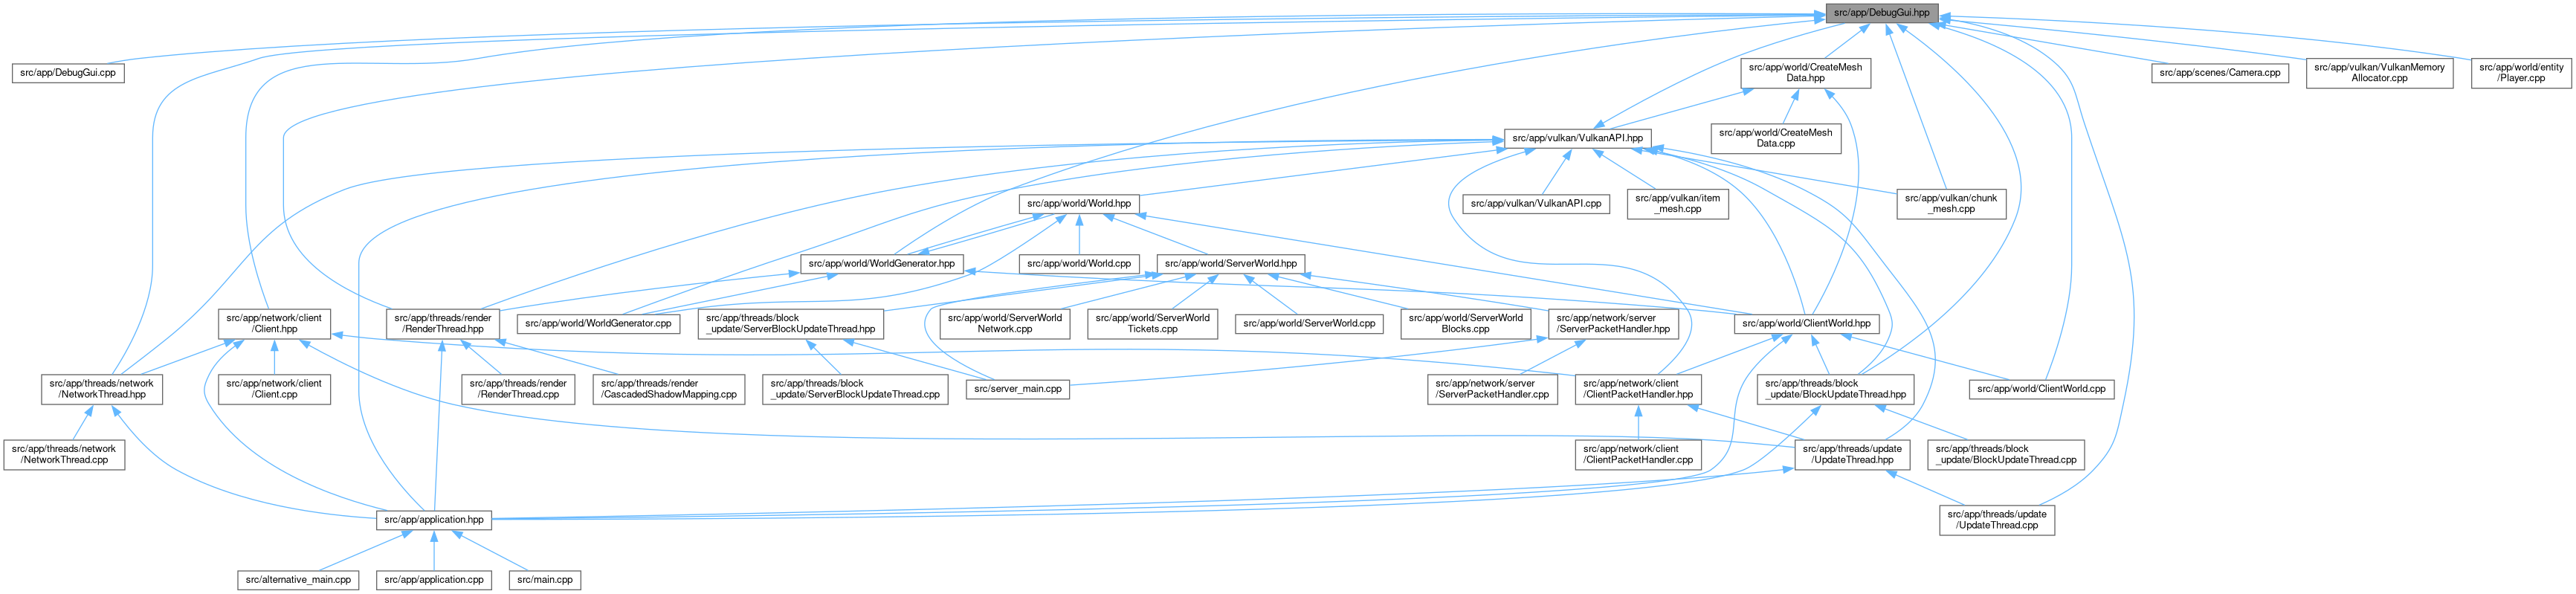 src/app/DebugGui.hpp
src/app/DebugGui.cpp
src/app/world/CreateMesh
Data.hpp
src/app/scenes/Camera.cpp
src/app/vulkan/VulkanMemory
Allocator.cpp
src/app/world/entity
/Player.cpp
src/app/vulkan/VulkanAPI.hpp
src/app/world/CreateMesh
Data.cpp
src/app/world/World.hpp
src/app/vulkan/VulkanAPI.cpp
src/app/vulkan/item
_mesh.cpp
src/app/vulkan/chunk
_mesh.cpp
src/app/world/WorldGenerator.hpp
src/app/world/World.cpp
src/app/world/ServerWorld.hpp
src/app/network/client
/Client.hpp
src/app/threads/render
/RenderThread.hpp
src/app/world/WorldGenerator.cpp
src/app/threads/block
_update/ServerBlockUpdateThread.hpp
src/app/world/ServerWorld
Network.cpp
src/app/world/ServerWorld
Tickets.cpp
src/app/world/ServerWorld.cpp
src/app/world/ServerWorld
Blocks.cpp
src/app/network/server
/ServerPacketHandler.hpp
src/app/world/ClientWorld.hpp
src/app/threads/network
/NetworkThread.hpp
src/app/network/client
/Client.cpp
src/app/threads/render
/RenderThread.cpp
src/app/threads/render
/CascadedShadowMapping.cpp
src/app/threads/block
_update/ServerBlockUpdateThread.cpp
src/server_main.cpp
src/app/network/server
/ServerPacketHandler.cpp
src/app/network/client
/ClientPacketHandler.hpp
src/app/threads/block
_update/BlockUpdateThread.hpp
src/app/world/ClientWorld.cpp
src/app/threads/network
/NetworkThread.cpp
src/app/network/client
/ClientPacketHandler.cpp
src/app/threads/update
/UpdateThread.hpp
src/app/threads/block
_update/BlockUpdateThread.cpp
src/app/application.hpp
src/app/threads/update
/UpdateThread.cpp
src/alternative_main.cpp
src/app/application.cpp
src/main.cpp